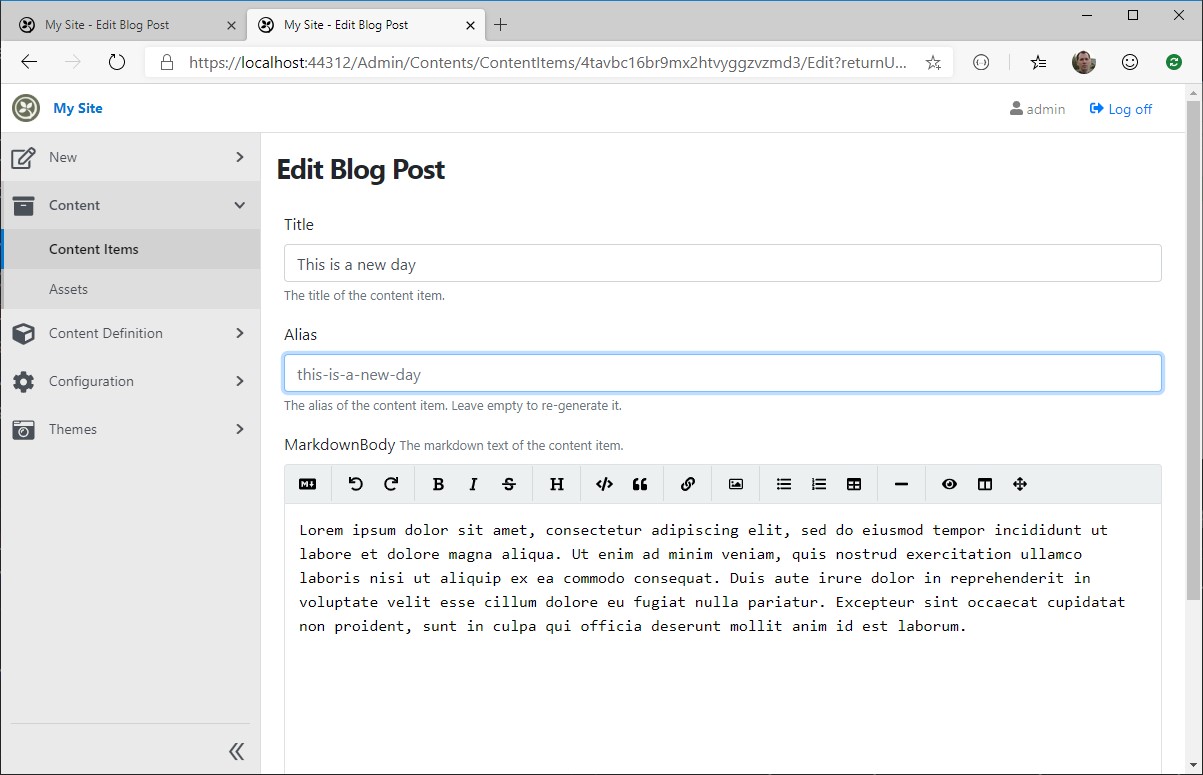 My Site - Edit Blog Post
My Site - Edit Blog Post
https://localhost:44312/Admin/Contents/ContentItems/4tavbc16br9mx2htvyggzvzmd3/Edit?returnU...
My Site
admin
Log off
New
Content
Content Items
Assets
Content Definition
Configuration
Themes
Edit Blog Post
Title
This is a new day
The title of the content item.
Alias
this-is-a-new-day
The alias of the content item. Leave empty to re-generate it.
MarkdownBody The markdown text of the content item.
B I S H
Lorem ipsum dolor sit amet, consectetur adipiscing elit, sed do eiusmod tempor incididunt ut
labore et dolore magna aliqua. Ut enim ad minim veniam, quis nostrud exercitation ullamco
laboris nisi ut aliquip ex ea commodo consequat. Duis aute irure dolor in reprehenderit in
voluptate velit esse cillum dolore eu fugiat nulla pariatur. Excepteur sint occaecat cupidatat
non proident, sunt in culpa qui officia deserunt mollit anim id est laborum.